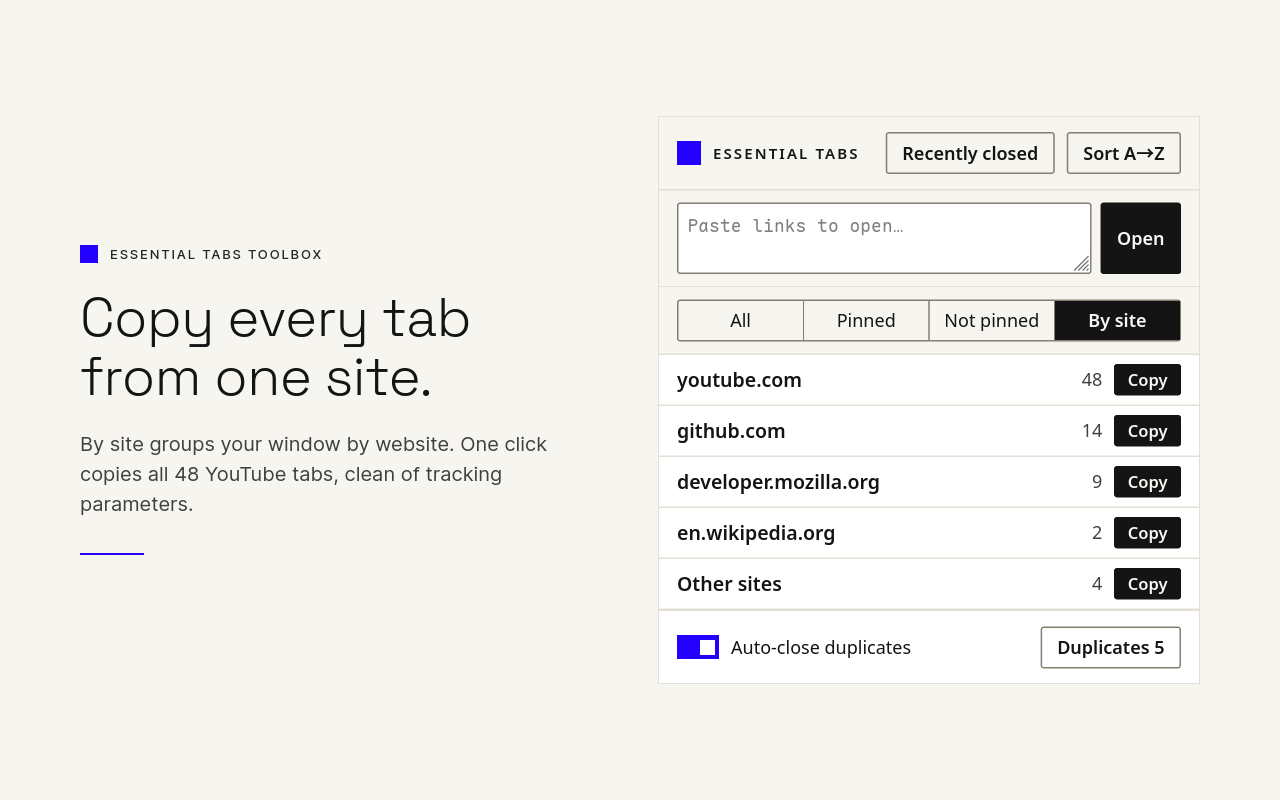 ESSENTIAL TABS TOOLBOX
Copy every tab
from one site.
By site groups your window by website. One click
copies all 48 YouTube tabs, clean of tracking
parameters.
ESSENTIAL TABS
Recently closed
Sort A→Z
Paste links to open…
Open
All
Pinned
Not pinned
By site
youtube.com 48 Copy
github.com 14 Copy
developer.mozilla.org 9 Copy
en.wikipedia.org 2 Copy
Other sites 4 Copy
Auto-close duplicates
Duplicates 5